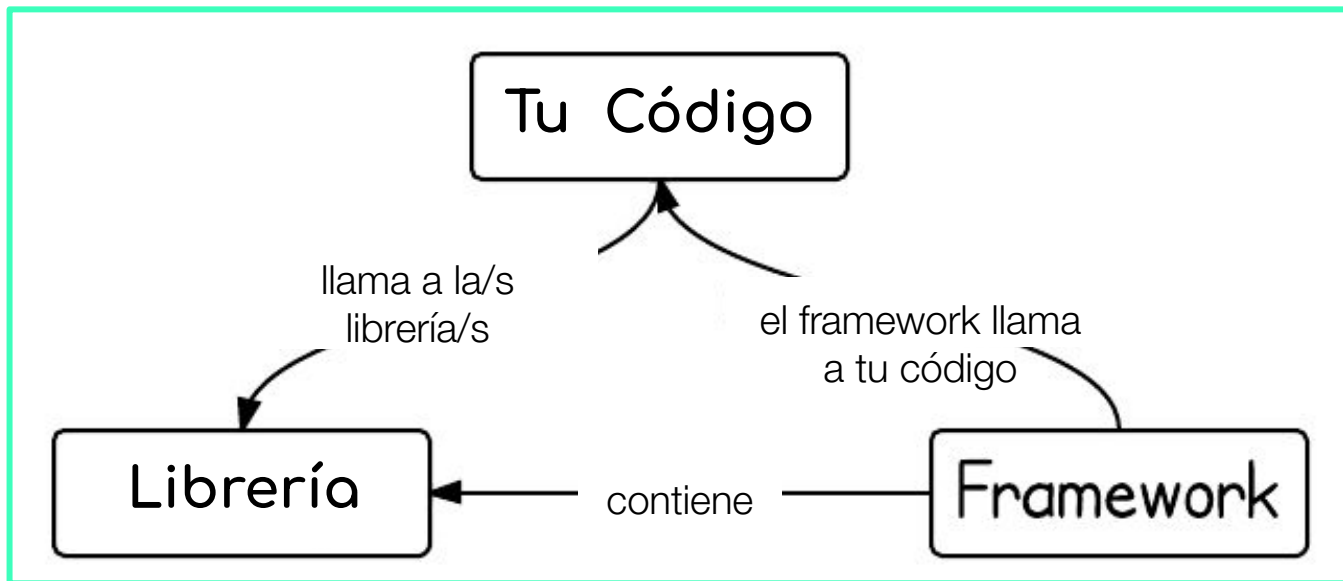 Tu Código
llama a la/s
librería/s
el framework llama
a tu código
Librería
contiene
Framework